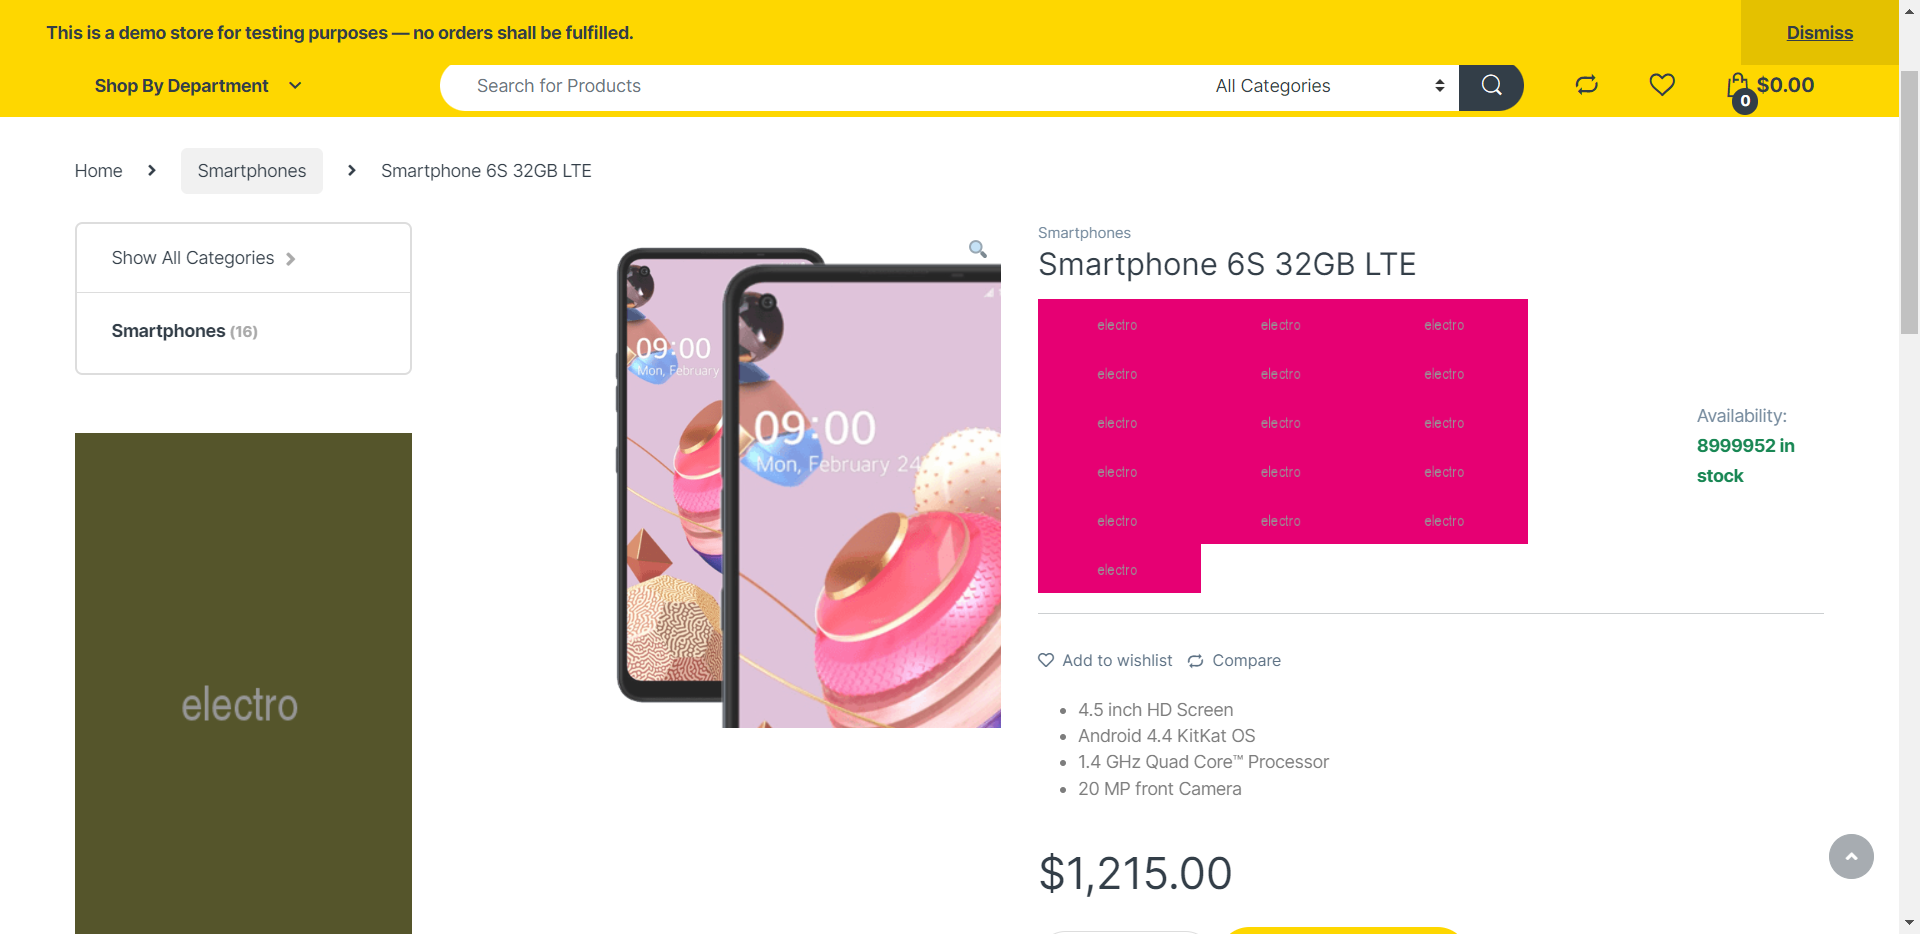 This is a demo store for testing purposes — no orders shall be fulfilled.
Dismiss
Shop By Department
Search for Products
All Categories
0
$0.00
Home
Smartphones
Smartphone 6S 32GB LTE
Show All Categories
Smartphones (16)
electro
09:00
Mon, February
09:00
Mon, February 24
Smartphones
Smartphone 6S 32GB LTE
electro electro electro
electro electro electro
electro electro electro
electro electro electro
electro electro electro
electro
Availability:
8999952 in
stock
Add to wishlist
Compare
4.5 inch HD Screen
Android 4.4 KitKat OS
1.4 GHz Quad Core™ Processor
20 MP front Camera
$1,215.00